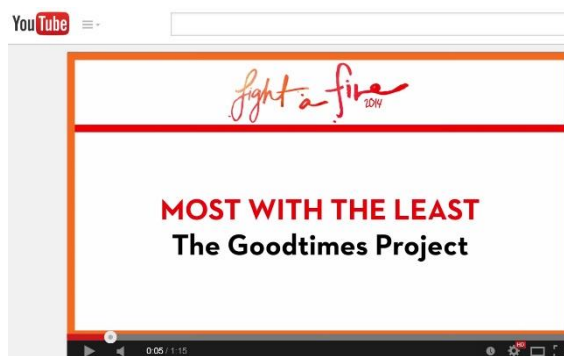 YouTube
fight a fire
2014
MOST WITH THE LEAST
The Goodtimes Project
0:05 / 1:15
HD